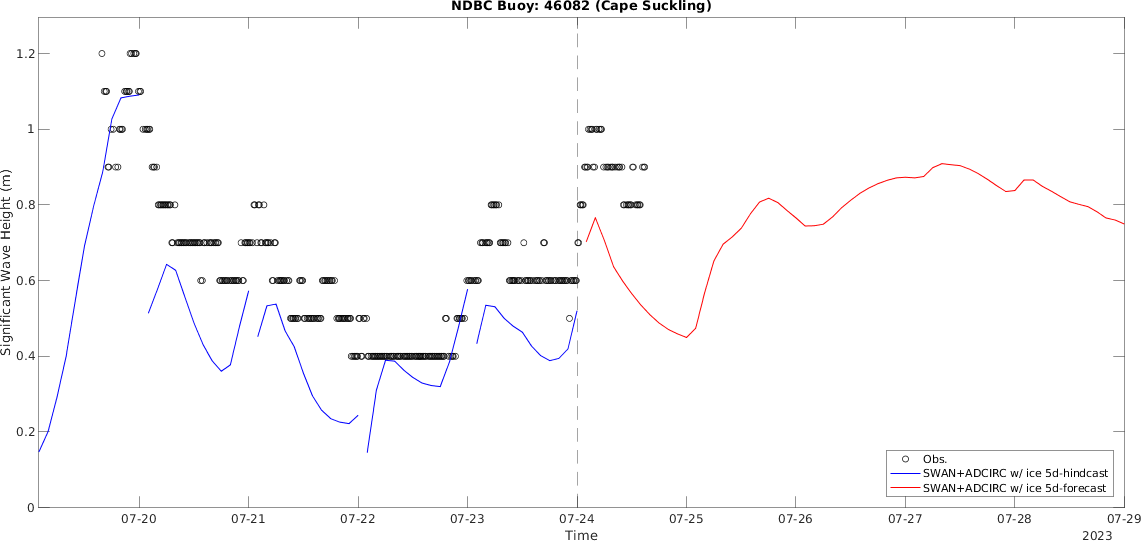 NDBC Buoy: 46082 (Cape Suckling)
Significant Wave Height (m)
1.2
1
0.8
0.6
0.4
0.2
0
Obs.
SWAN+ADCIRC w/ ice 5d-hindcast
SWAN+ADCIRC w/ ice 5d-forecast
07-20 07-21 07-22 07-23 07-24 07-25 07-26 07-27 07-28 07-29
Time
2023